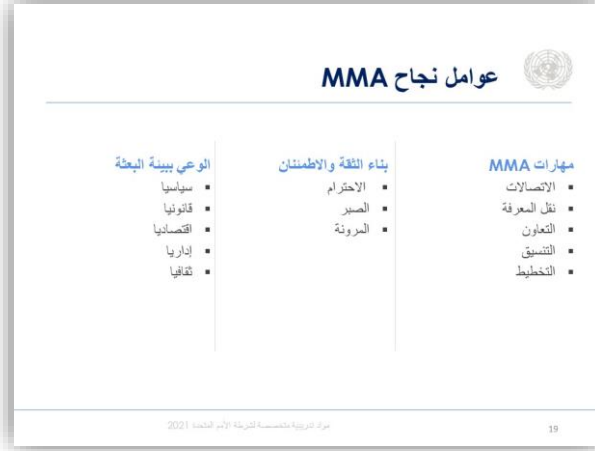 عوامل نجاح MMA
مهارات MMA
▪ الاتصالات
▪ نقل المعرفة
▪ التعاون
▪ التنسيق
▪ التخطيط
بناء الثقة والاطمئنان
▪ الاحترام
▪ الصبر
▪ المرونة
الوعي ببيئة البعثة
▪ سياسيا
▪ قانونيا
▪ اقتصاديا
▪ إداريا
▪ ثقافيا
مواد تدريبية متخصصة لشرطة الأمم المتحدة 2021
19